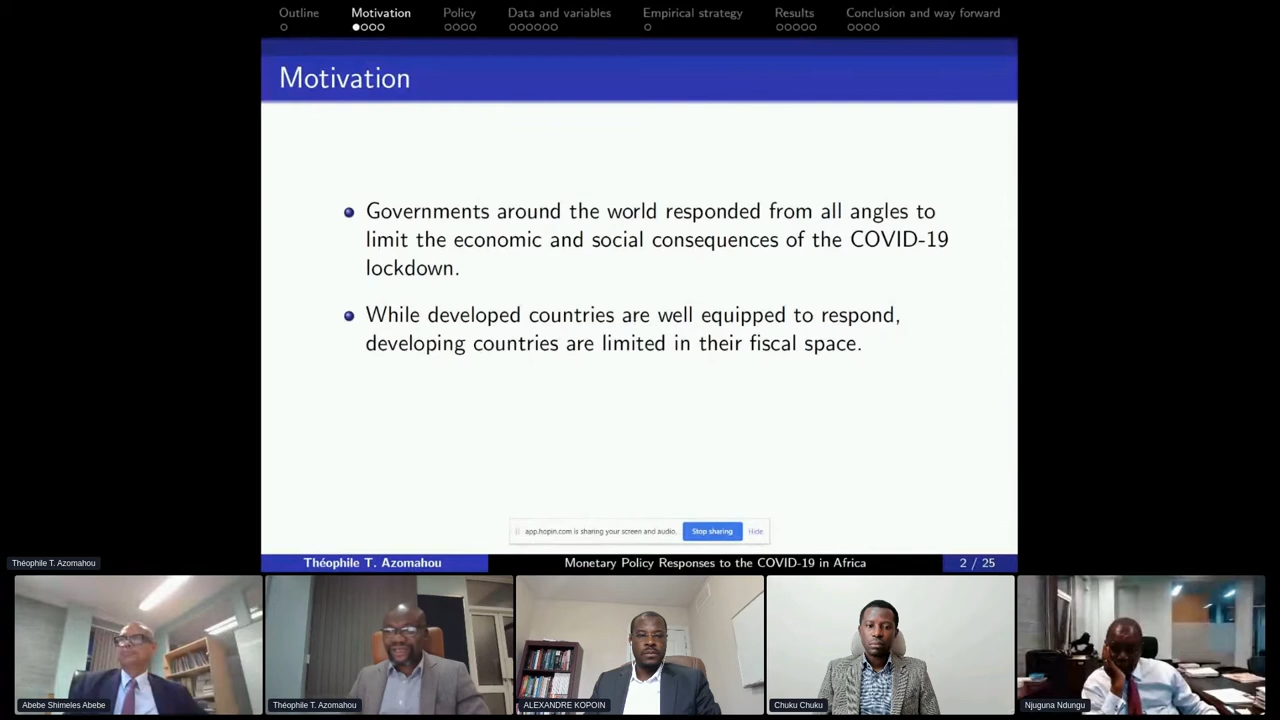 Outline
Motivation
Policy
Data and variables
Empirical strategy
Results
Conclusion and way forward
Motivation
Governments around the world responded from all angles to
limit the economic and social consequences of the COVID-19
lockdown.
While developed countries are well equipped to respond,
developing countries are limited in their fiscal space.
app.hopin.com is sharing your screen and audio. Stop sharing Hide
Théophile T. Azomahou Monetary Policy Responses to the COVID-19 in Africa 2 / 25
Théophile T. Azomahou
Abebe Shimeles Abebe
Théophile T. Azomahou
ALEXANDRE KOPOIN
Chuku Chuku
Njuguna Ndungu